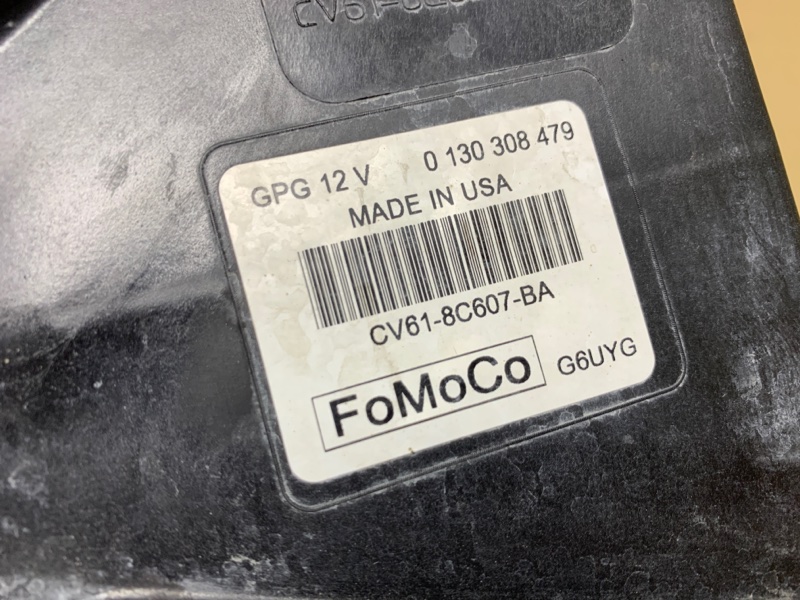 GPG 12 V 0 130 308 479
MADE IN USA
CV61-8C607-BA
FoMoCo G6UYG